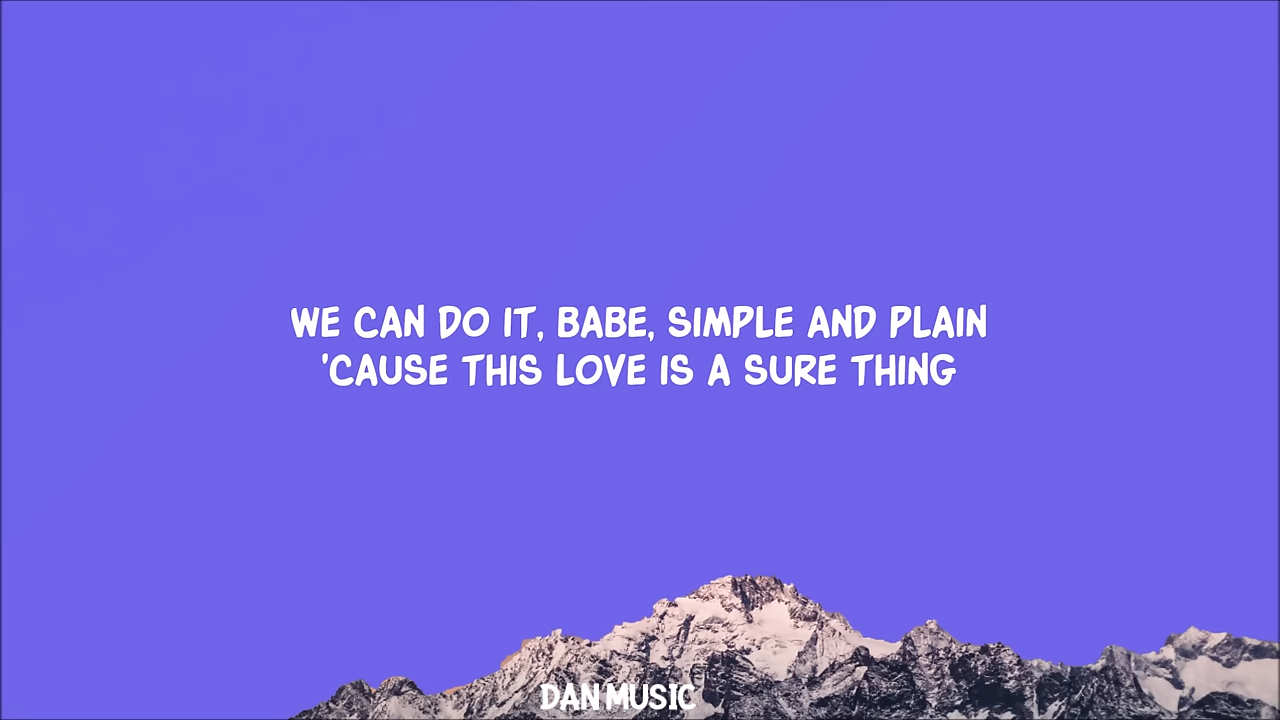 WE CAN DO IT, BABE, SIMPLE AND PLAIN
'CAUSE THIS LOVE IS A SURE THING
DAN MUSIC